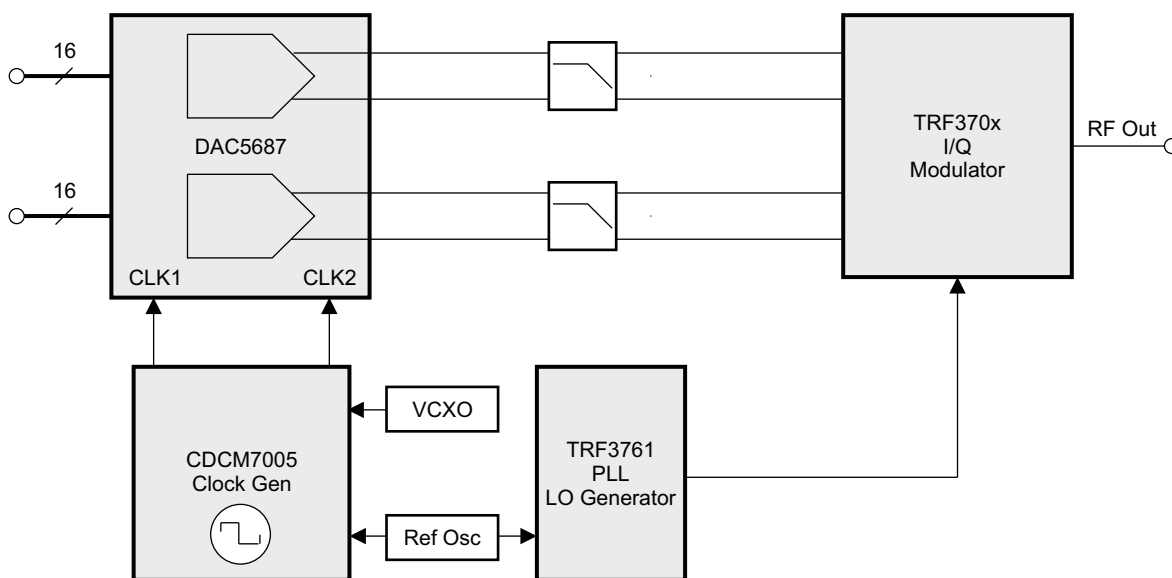 16
DAC5687
16
CLK1
CLK2
TRF370x
I/Q
Modulator
RF Out
VCXO
CDCM7005
Clock Gen
Ref Osc
TRF3761
PLL
LO Generator